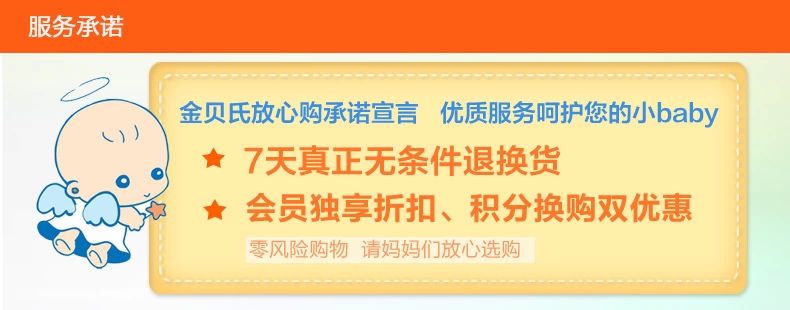 服务承诺
金贝氏放心购承诺宣言 优质服务呵护您的小baby
★ 7天真正无条件退换货
★ 会员独享折扣、积分换购双优惠
零风险购物 请妈妈们放心选购